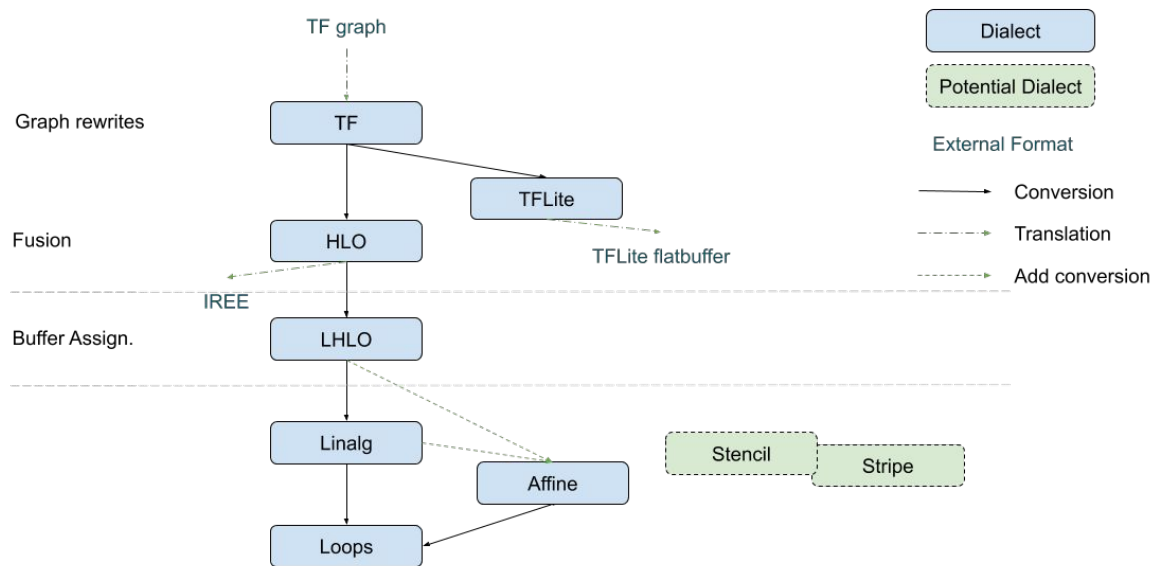 TF graph
Dialect
Potential Dialect
Graph rewrites
TF
External Format
TFLite
Conversion
Fusion
HLO
TFLite flatbuffer
Translation
IREE
Add conversion
Buffer Assign.
LHLO
Linalg
Stencil
Stripe
Affine
Loops